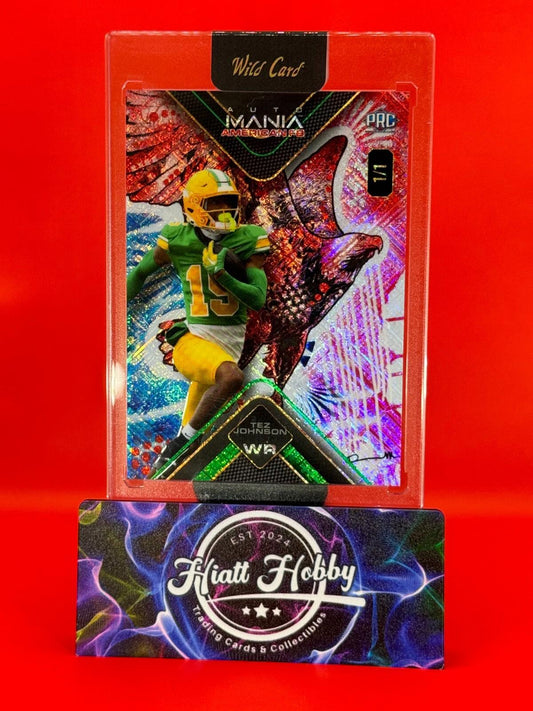 Wild Card
AUTO
MANIA
AMERICAN FB
PRC
1/1
15
TEZ
JOHNSON
WR
EST 2024
Hiatt Hobby
Trading Cards & Collectibles